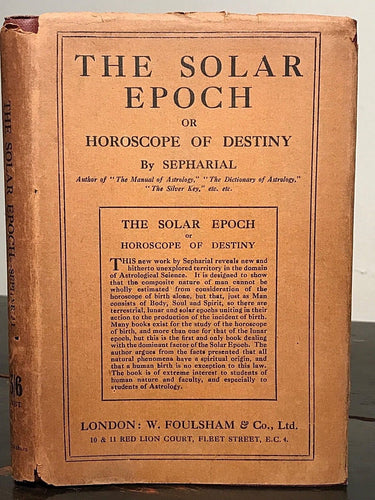 THE SOLAR
EPOCH
OR
HOROSCOPE OF DESTINY
By SEPHARIAL
Author of "The Manual of Astrology," "The Dictionary of Astrology,"
"The Silver Key," etc. etc.
THE SOLAR EPOCH
or
HOROSCOPE OF DESTINY
THIS new work by Sepharial reveals new and
hitherto unexplored territory in the domain
of Astrological Science. It is designed to show
that the composite nature of man cannot be
wholly estimated from consideration of the
horoscope of birth alone, but that, just as Man
consists of Body, Soul and Spirit, so there are
terrestrial, lunar and solar epochs uniting in their
action to the production of the incident of birth.
Many books exist for the study of the horoscope
of birth, and more than one for that of the lunar
epoch, but this is the first and only book dealing
with the dominant factor of the Solar Epoch. The
author argues from the facts presented that all
natural phenomena have a spiritual origin, and
that a human birth is no exception to this law.
The book is of extreme interest to students of
human nature and faculty, and especially to
students of Astrology.
LONDON: W. FOULSHAM & Co., Ltd.
10 & 11 RED LION COURT, FLEET STREET, E.C. 4.
THE SOLAR EPOCH